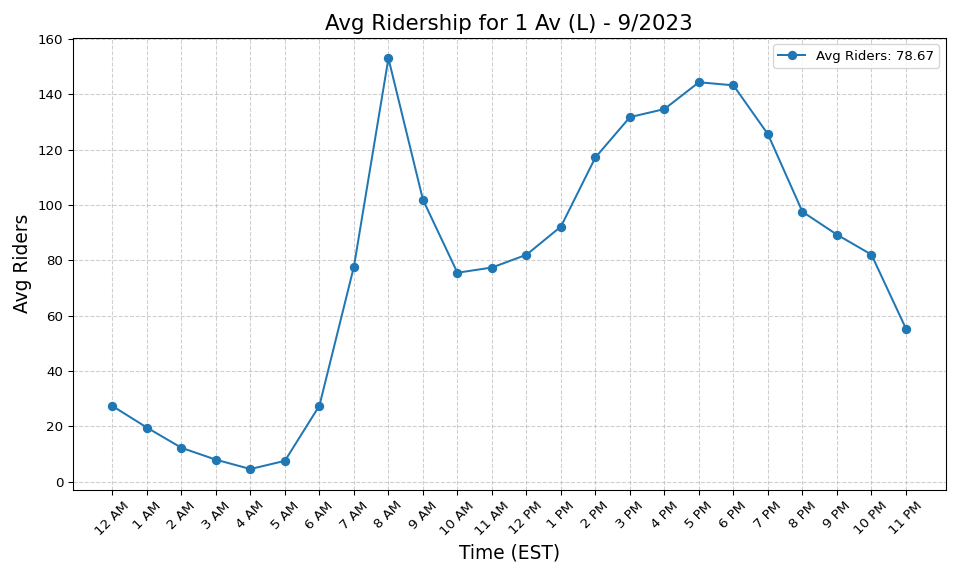 Avg Ridership for 1 Av (L) - 9/2023
Avg Riders: 78.67
Avg Riders
160
140
120
100
80
60
40
20
0
12 AM
1 AM
2 AM
3 AM
4 AM
5 AM
6 AM
7 AM
8 AM
9 AM
10 AM
11 AM
12 PM
1 PM
2 PM
3 PM
4 PM
5 PM
6 PM
7 PM
8 PM
9 PM
10 PM
11 PM
Time (EST)